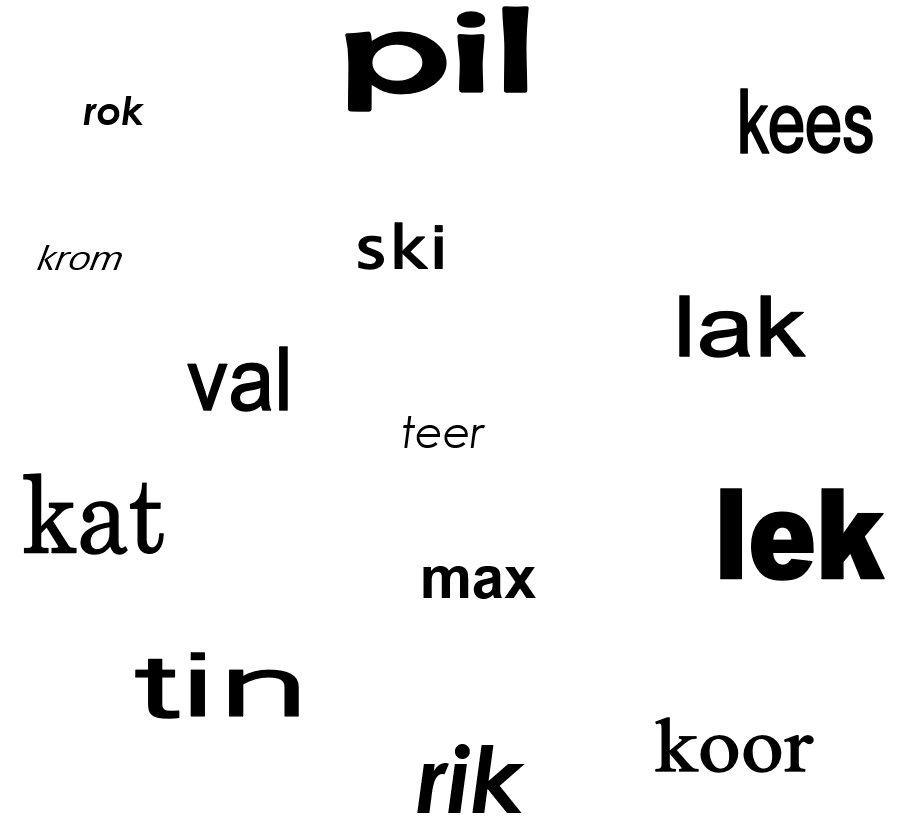 pil
rok
kees
krom
ski
lak
val
teer
kat
lek
max
tin
koor
rik